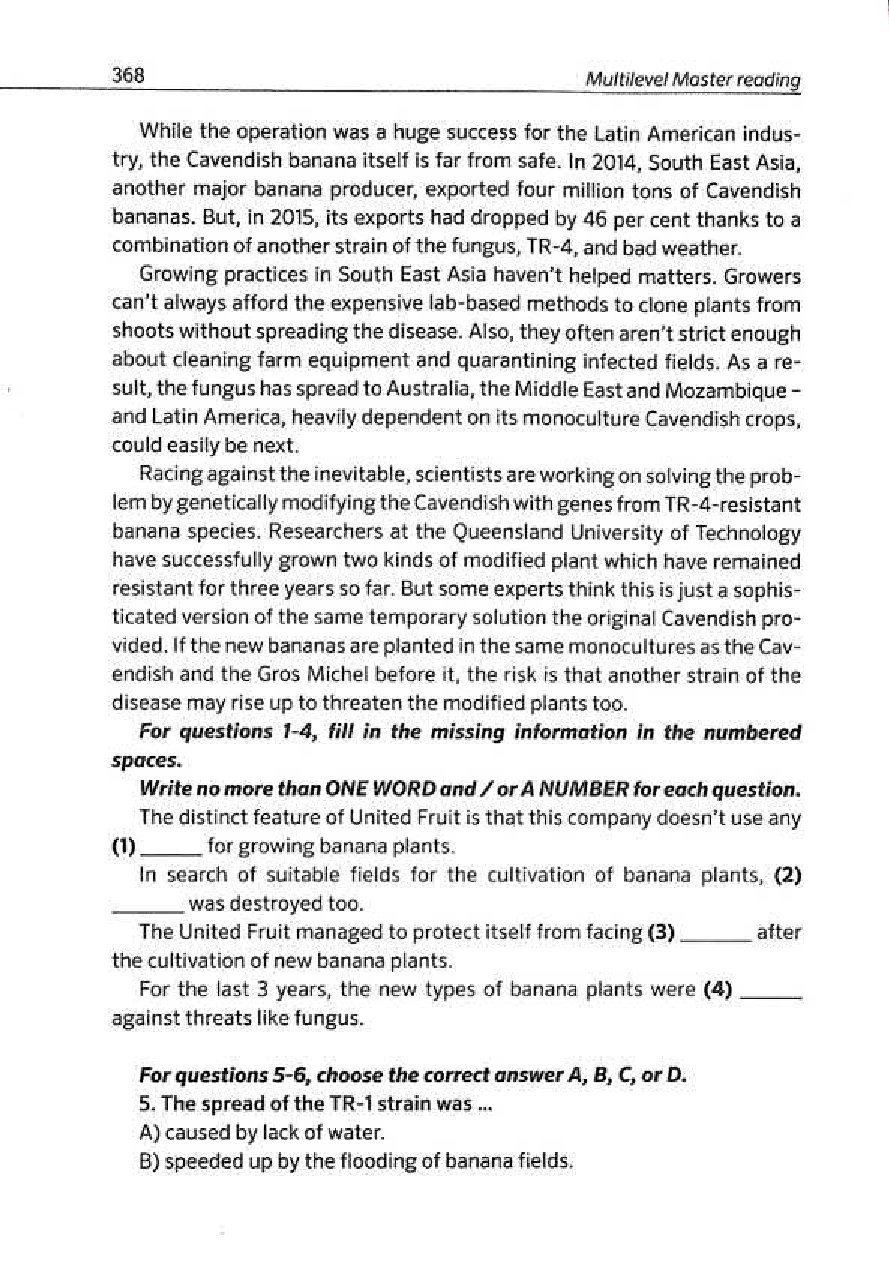 368
Multilevel Master reading
While the operation was a huge success for the Latin American indus-
try, the Cavendish banana itself is far from safe. In 2014, South East Asia,
another major banana producer, exported four million tons of Cavendish
bananas. But, in 2015, its exports had dropped by 46 per cent thanks to a
combination of another strain of the fungus, TR-4, and bad weather.
Growing practices in South East Asia haven't helped matters. Growers
can't always afford the expensive lab-based methods to clone plants from
shoots without spreading the disease. Also, they often aren't strict enough
about cleaning farm equipment and quarantining infected fields. As a re-
sult, the fungus has spread to Australia, the Middle East and Mozambique –
and Latin America, heavily dependent on its monoculture Cavendish crops,
could easily be next.
Racing against the inevitable, scientists are working on solving the prob-
lem by genetically modifying the Cavendish with genes from TR-4-resistant
banana species. Researchers at the Queensland University of Technology
have successfully grown two kinds of modified plant which have remained
resistant for three years so far. But some experts think this is just a sophis-
ticated version of the same temporary solution the original Cavendish pro-
vided. If the new bananas are planted in the same monocultures as the Cav-
endish and the Gros Michel before it, the risk is that another strain of the
disease may rise up to threaten the modified plants too.
For questions 1-4, fill in the missing information in the numbered
spaces.
Write no more than ONE WORD and / or A NUMBER for each question.
The distinct feature of United Fruit is that this company doesn't use any
(1) ______ for growing banana plants.
In search of suitable fields for the cultivation of banana plants, (2)
_______ was destroyed too.
The United Fruit managed to protect itself from facing (3) _______ after
the cultivation of new banana plants.
For the last 3 years, the new types of banana plants were (4) ______
against threats like fungus.
For questions 5-6, choose the correct answer A, B, C, or D.
5. The spread of the TR-1 strain was ...
A) caused by lack of water.
B) speeded up by the flooding of banana fields.